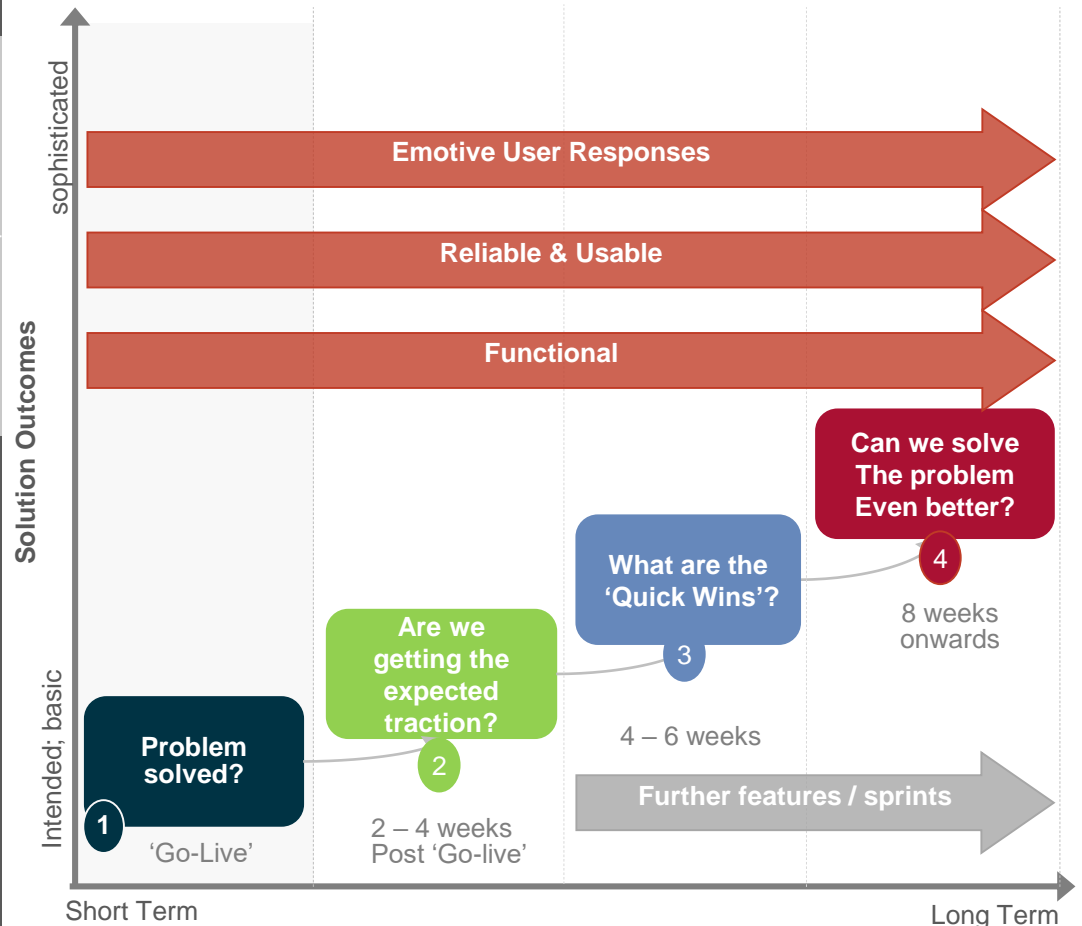 sophisticated
Solution Outcomes
Intended; basic
Emotive User Responses
Reliable & Usable
Functional
Problem
solved?
1
‘Go-Live’
Are we
getting the
expected
traction?
2
2 – 4 weeks
Post ‘Go-live’
What are the
‘Quick Wins’?
3
4 – 6 weeks
Can we solve
The problem
Even better?
4
8 weeks
onwards
Further features / sprints
Short Term
Long Term